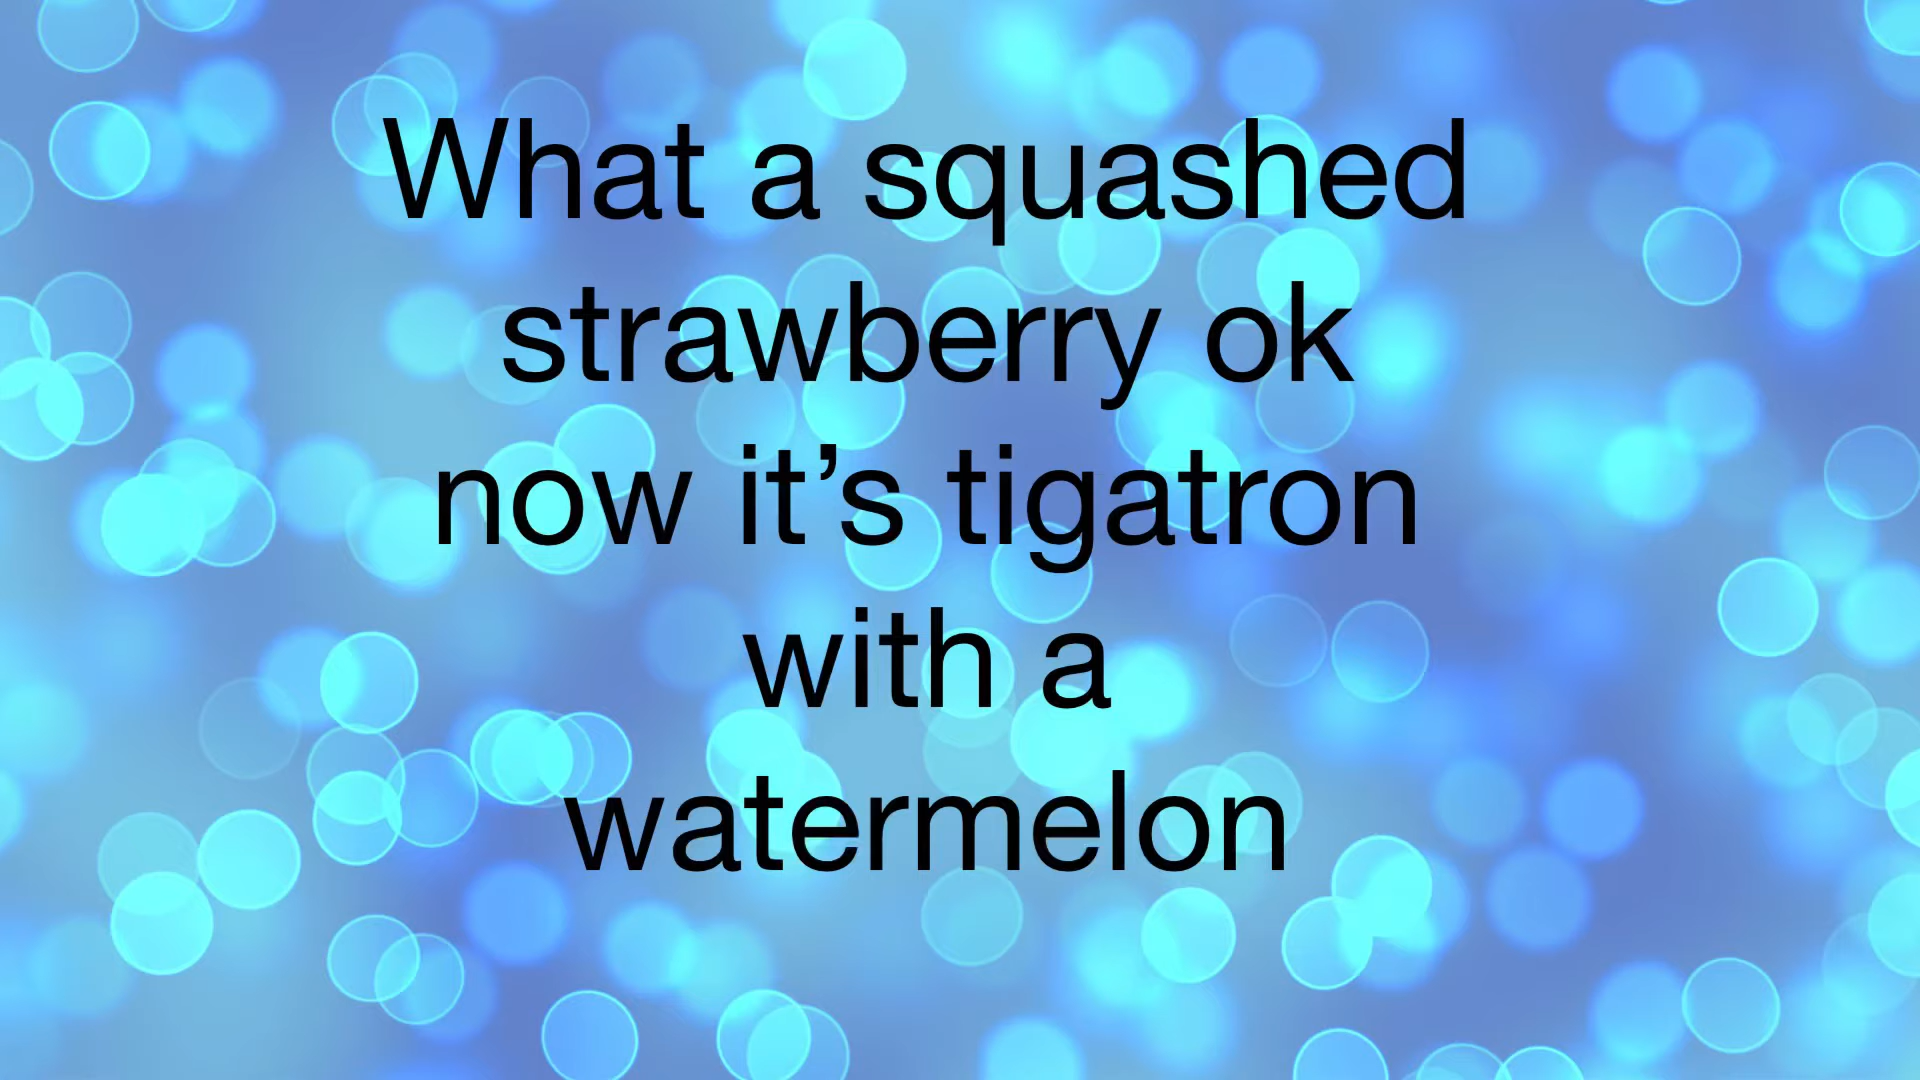 What a squashed
strawberry ok
now it’s tigatron
with a
watermelon